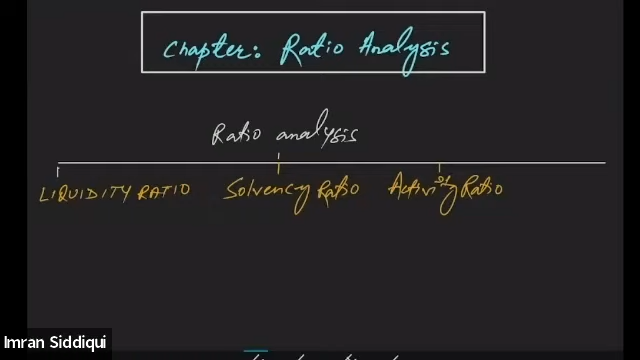 Chapter: Ratio Analysis
Ratio analysis
LIQUIDITY RATIO Solvency Ratio Activity Ratio
Imran Siddiqui